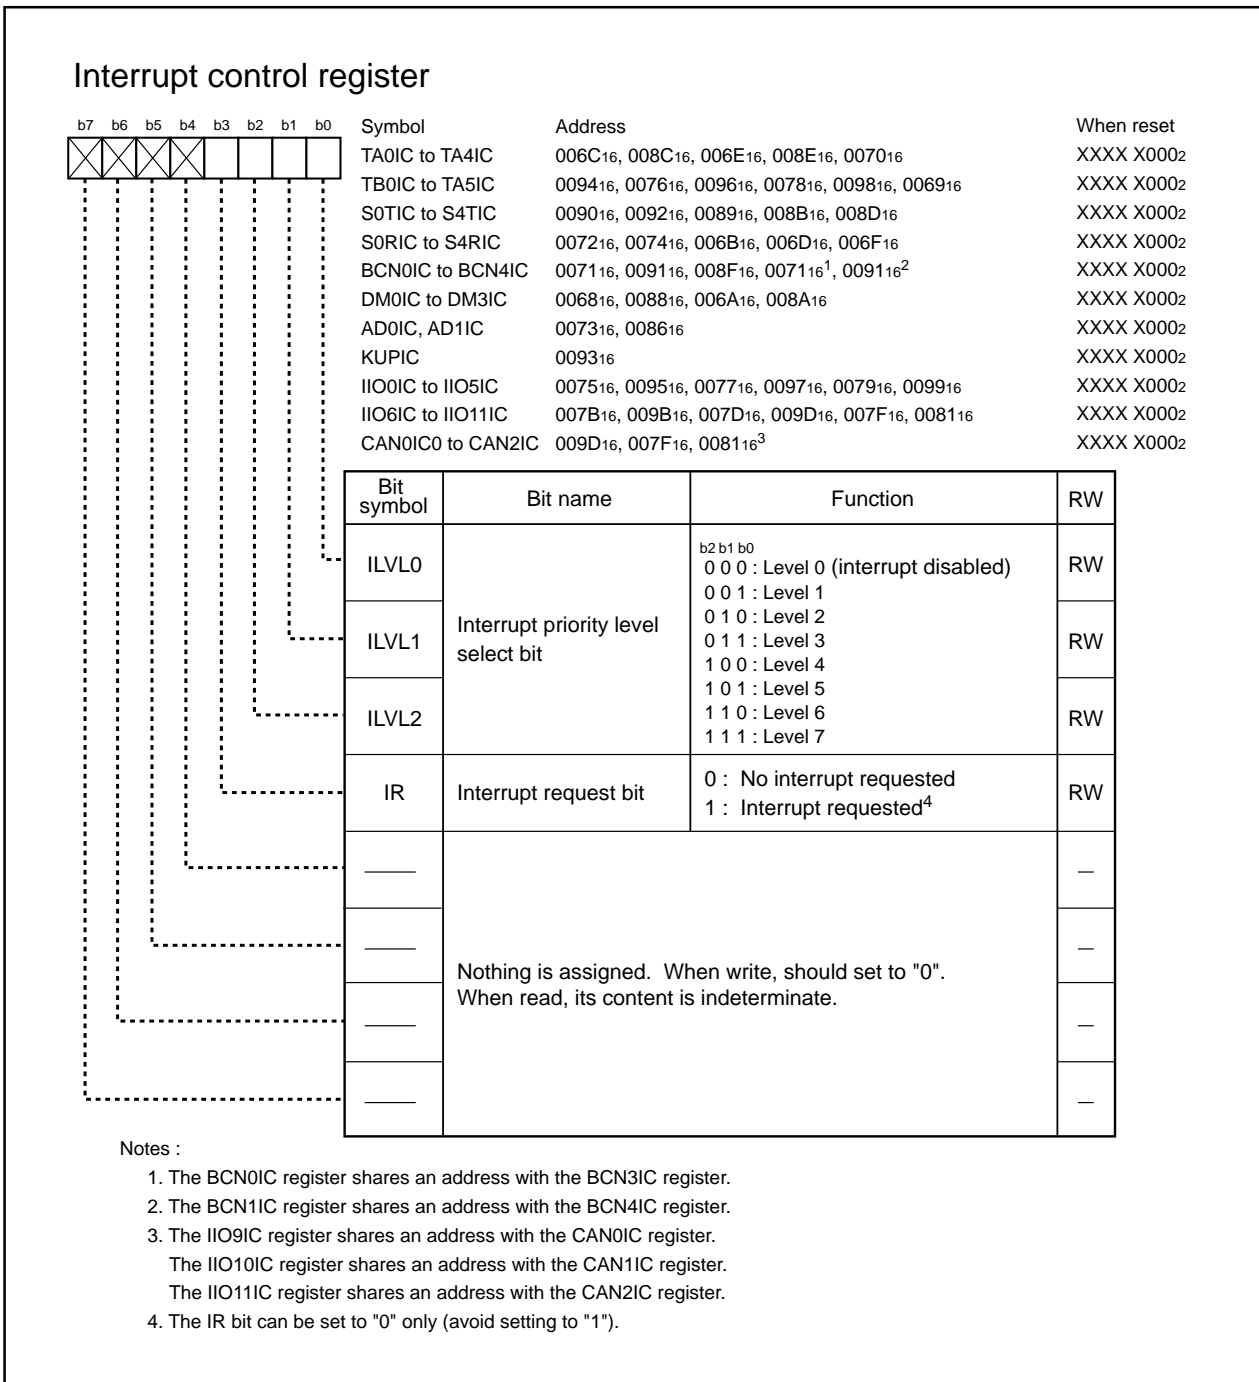 Interrupt control register
b7 b6 b5 b4 b3 b2 b1 b0
Symbol Address When reset
TA0IC to TA4IC 006C16, 008C16, 006E16, 008E16, 007016 XXXX X0002
TB0IC to TA5IC 009416, 007616, 009616, 007816, 009816, 006916 XXXX X0002
S0TIC to S4TIC 009016, 009216, 008916, 008B16, 008D16 XXXX X0002
S0RIC to S4RIC 007216, 007416, 006B16, 006D16, 006F16 XXXX X0002
BCN0IC to BCN4IC 007116, 009116, 008F16, 007116¹, 009116² XXXX X0002
DM0IC to DM3IC 006816, 008816, 006A16, 008A16 XXXX X0002
AD0IC, AD1IC 007316, 008616 XXXX X0002
KUPIC 009316 XXXX X0002
IIO0IC to IIO5IC 007516, 009516, 007716, 009716, 007916, 009916 XXXX X0002
IIO6IC to IIO11IC 007B16, 009B16, 007D16, 009D16, 007F16, 008116 XXXX X0002
CAN0IC0 to CAN2IC 009D16, 007F16, 008116³ XXXX X0002
Bit symbol Bit name Function RW
b2 b1 b0
ILVL0 0 0 0 : Level 0 (interrupt disabled) RW
0 0 1 : Level 1
0 1 0 : Level 2
ILVL1 Interrupt priority level select bit 0 1 1 : Level 3 RW
1 0 0 : Level 4
1 0 1 : Level 5
ILVL2 1 1 0 : Level 6 RW
1 1 1 : Level 7
IR Interrupt request bit 0 : No interrupt requested RW
1 : Interrupt requested⁴
Nothing is assigned. When write, should set to "0".
When read, its content is indeterminate.
Notes :
1. The BCN0IC register shares an address with the BCN3IC register.
2. The BCN1IC register shares an address with the BCN4IC register.
3. The IIO9IC register shares an address with the CAN0IC register.
The IIO10IC register shares an address with the CAN1IC register.
The IIO11IC register shares an address with the CAN2IC register.
4. The IR bit can be set to "0" only (avoid setting to "1").